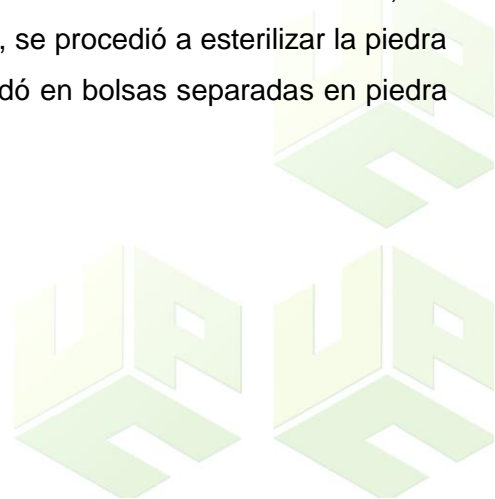 , se procedió a esterilizar la piedra
dó en bolsas separadas en piedra